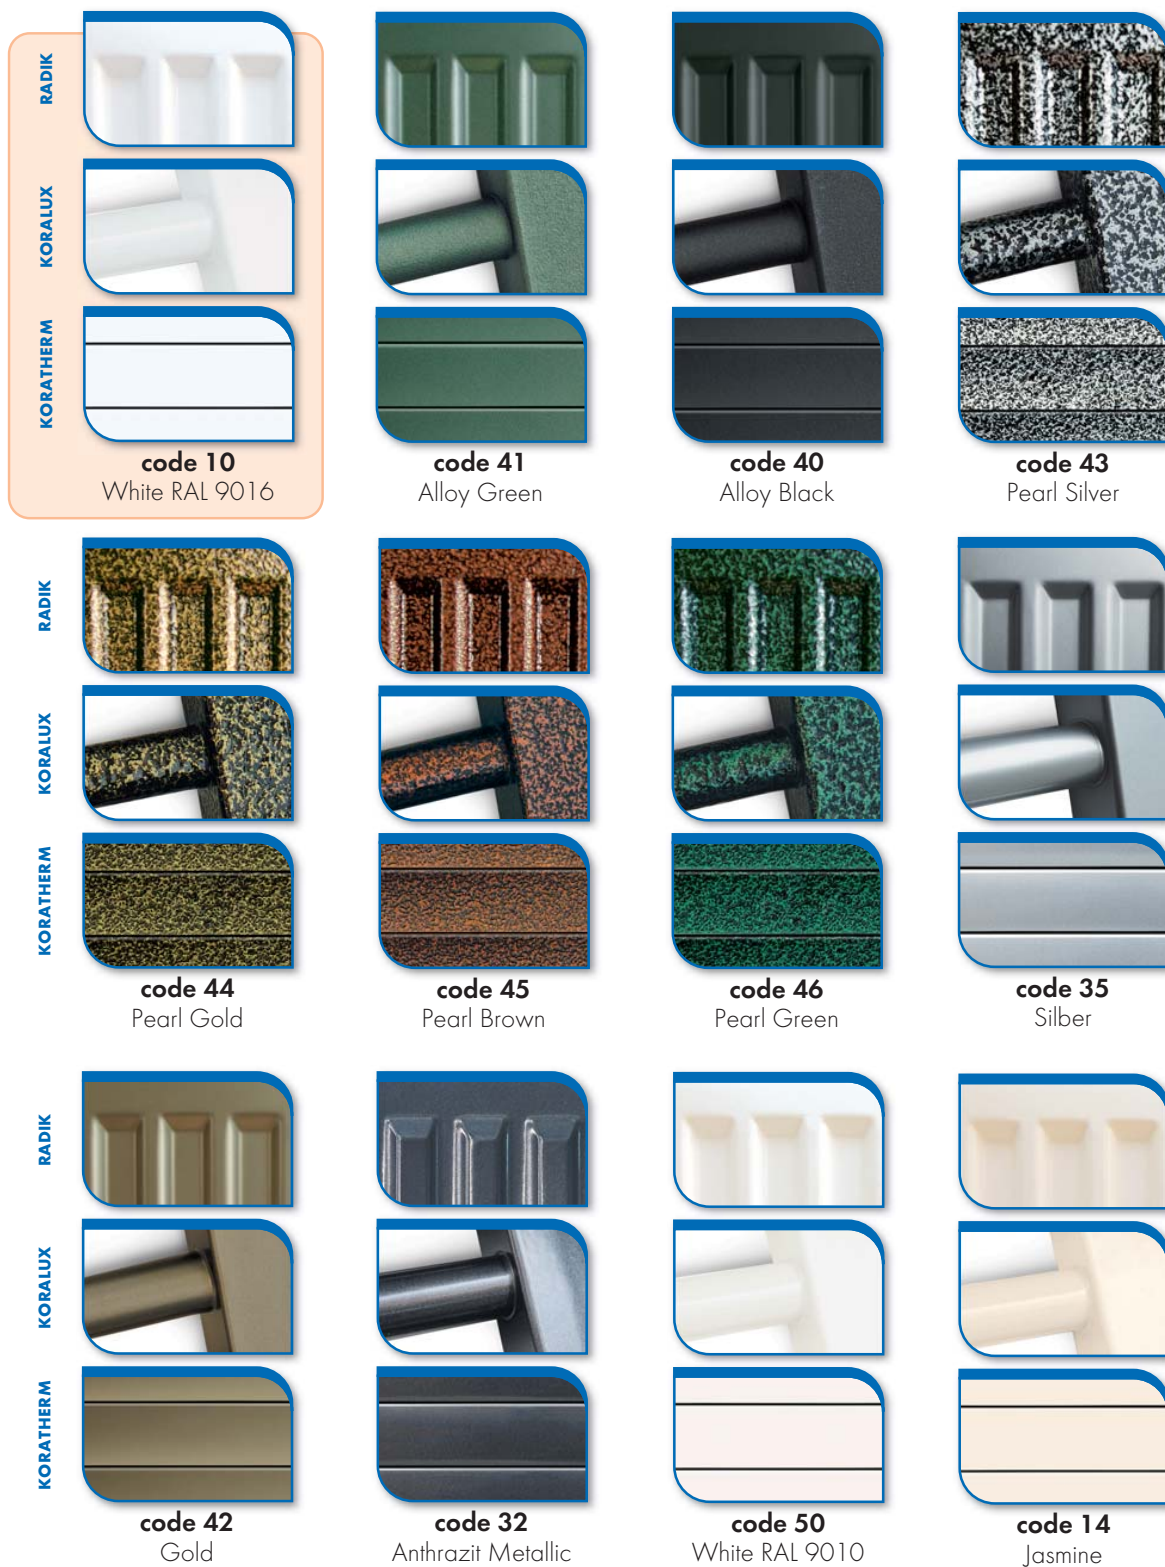 RADIK
KORALUX
KORATHERM
code 10
White RAL 9016
code 41
Alloy Green
code 40
Alloy Black
code 43
Pearl Silver
RADIK
KORALUX
KORATHERM
code 44
Pearl Gold
code 45
Pearl Brown
code 46
Pearl Green
code 35
Silber
RADIK
KORALUX
KORATHERM
code 42
Gold
code 32
Anthrazit Metallic
code 50
White RAL 9010
code 14
Jasmine